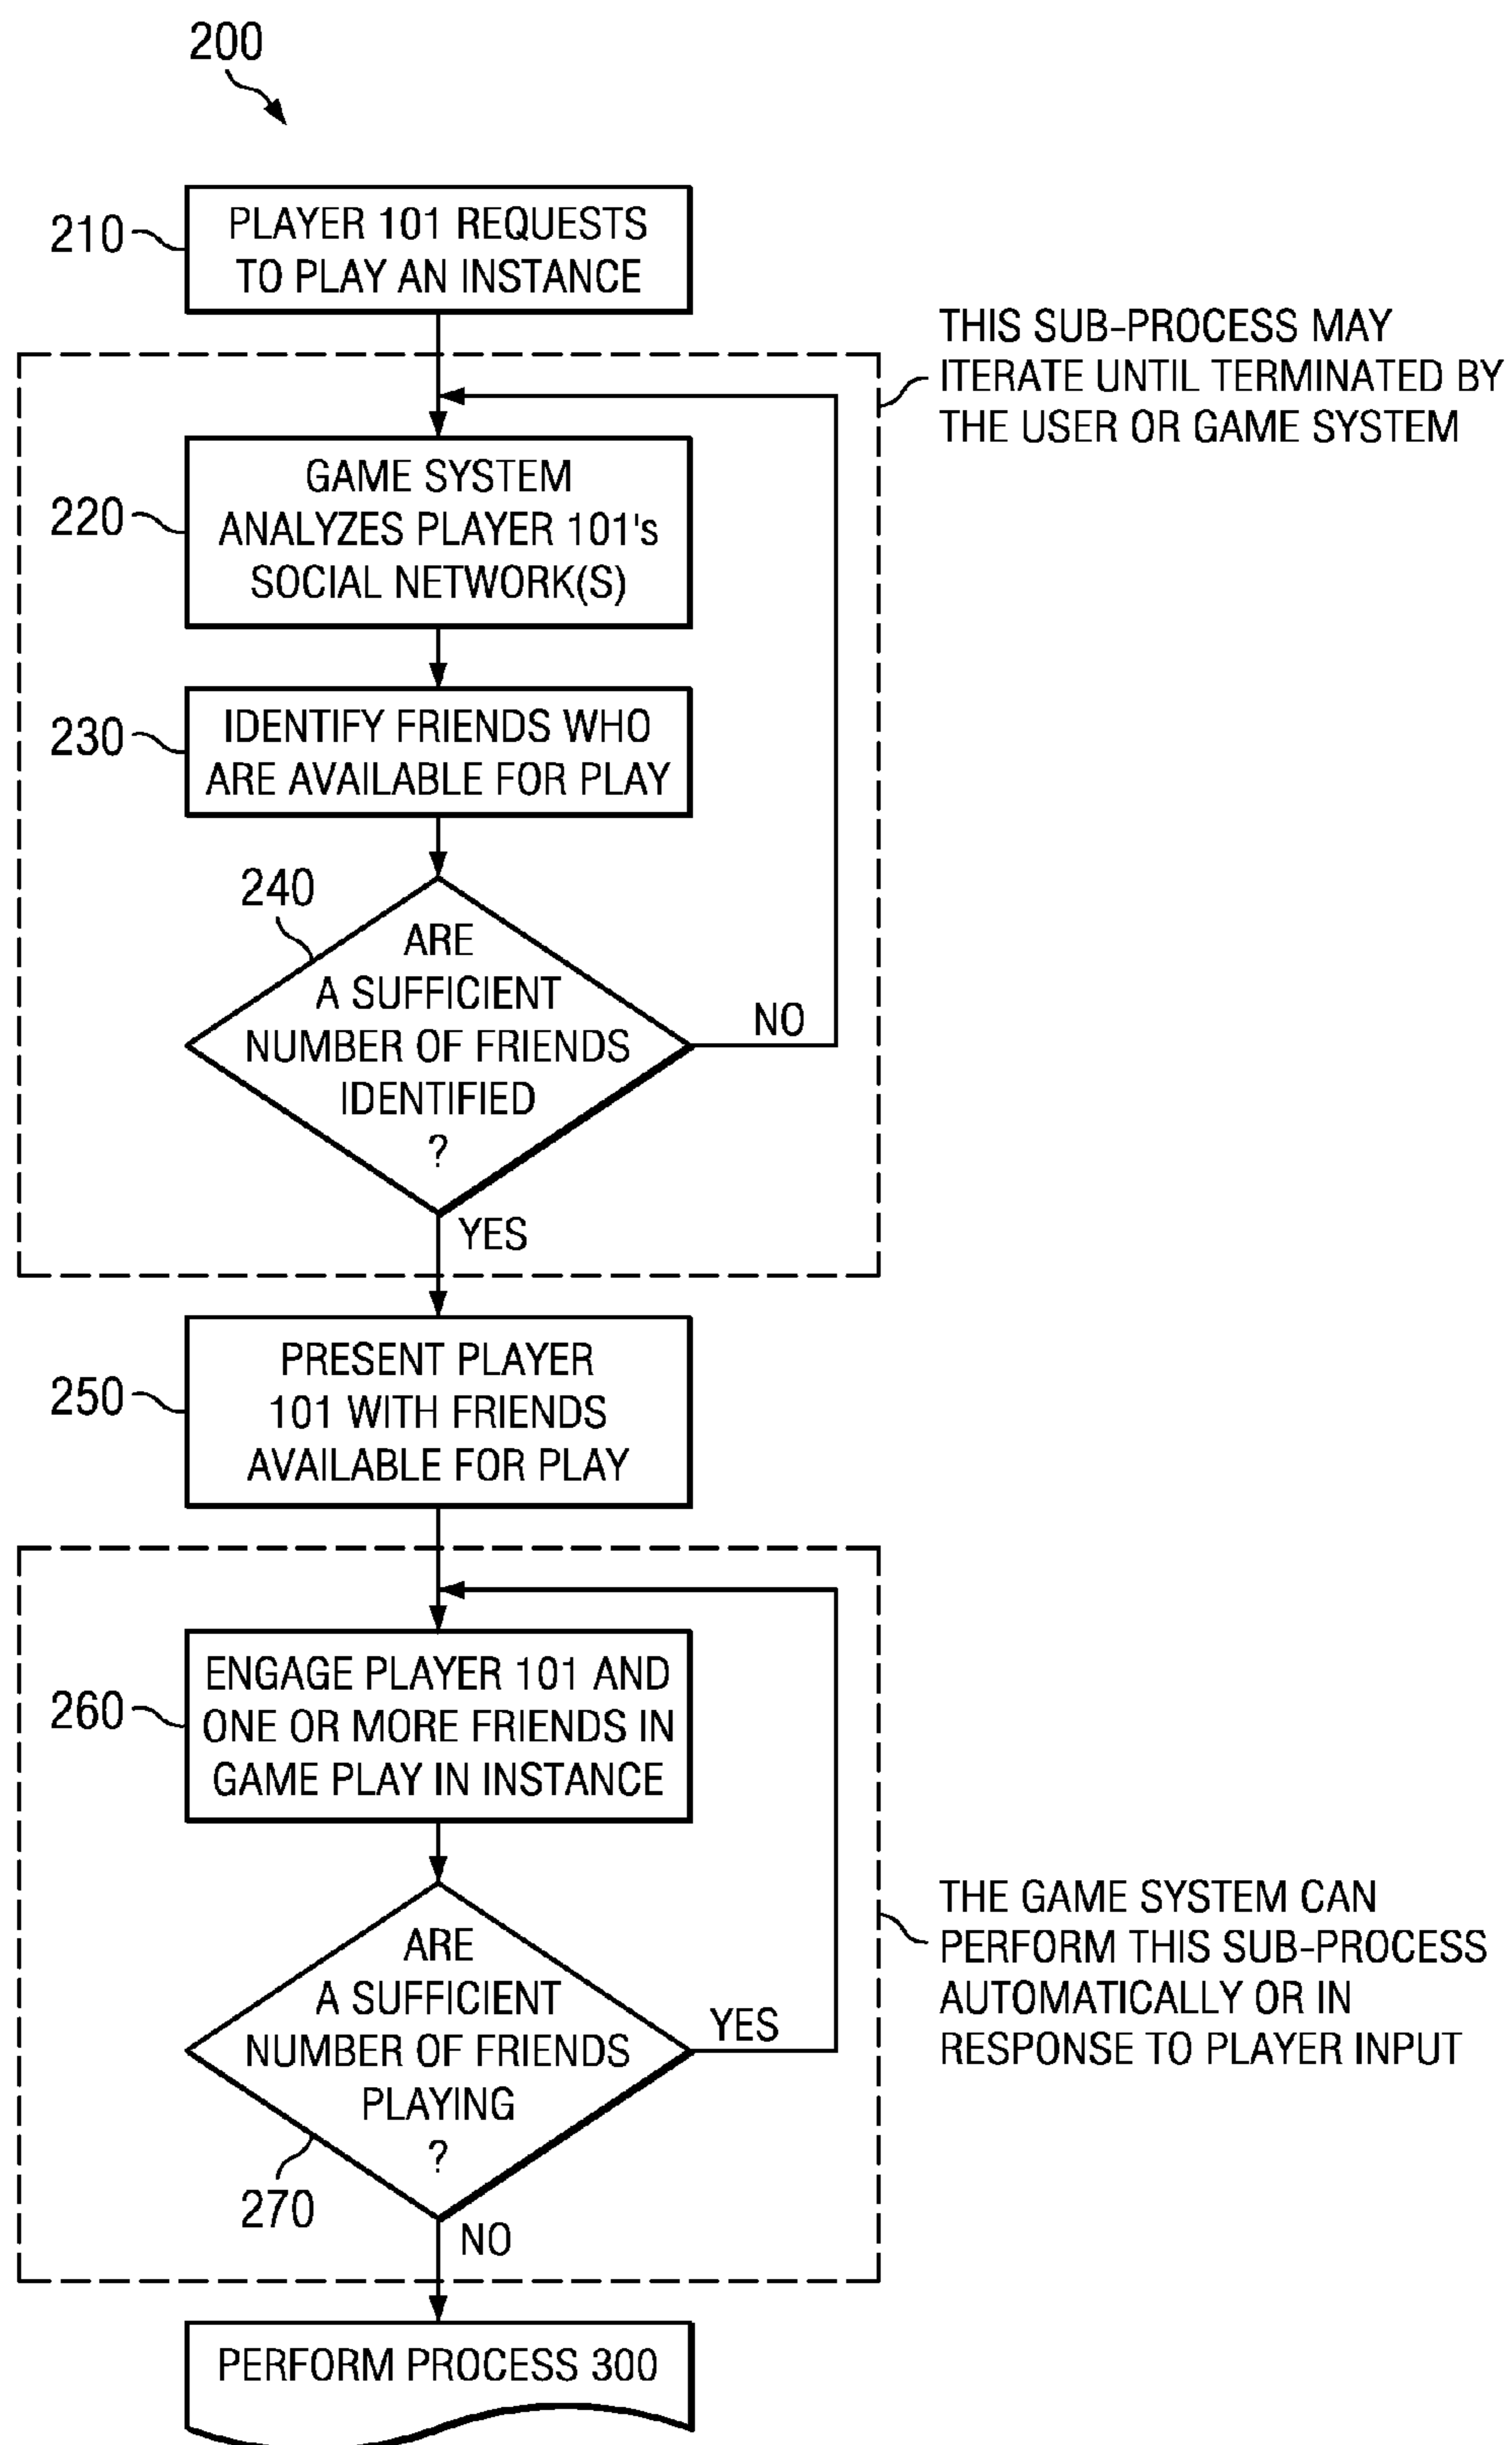 200
210
PLAYER 101 REQUESTS
TO PLAY AN INSTANCE
THIS SUB-PROCESS MAY
ITERATE UNTIL TERMINATED BY
THE USER OR GAME SYSTEM
220
GAME SYSTEM
ANALYZES PLAYER 101's
SOCIAL NETWORK(S)
230
IDENTIFY FRIENDS WHO
ARE AVAILABLE FOR PLAY
240
ARE
A SUFFICIENT
NUMBER OF FRIENDS
IDENTIFIED
?
NO
YES
250
PRESENT PLAYER
101 WITH FRIENDS
AVAILABLE FOR PLAY
260
ENGAGE PLAYER 101 AND
ONE OR MORE FRIENDS IN
GAME PLAY IN INSTANCE
THE GAME SYSTEM CAN
PERFORM THIS SUB-PROCESS
AUTOMATICALLY OR IN
RESPONSE TO PLAYER INPUT
ARE
A SUFFICIENT
NUMBER OF FRIENDS
PLAYING
?
YES
270
NO
PERFORM PROCESS 300